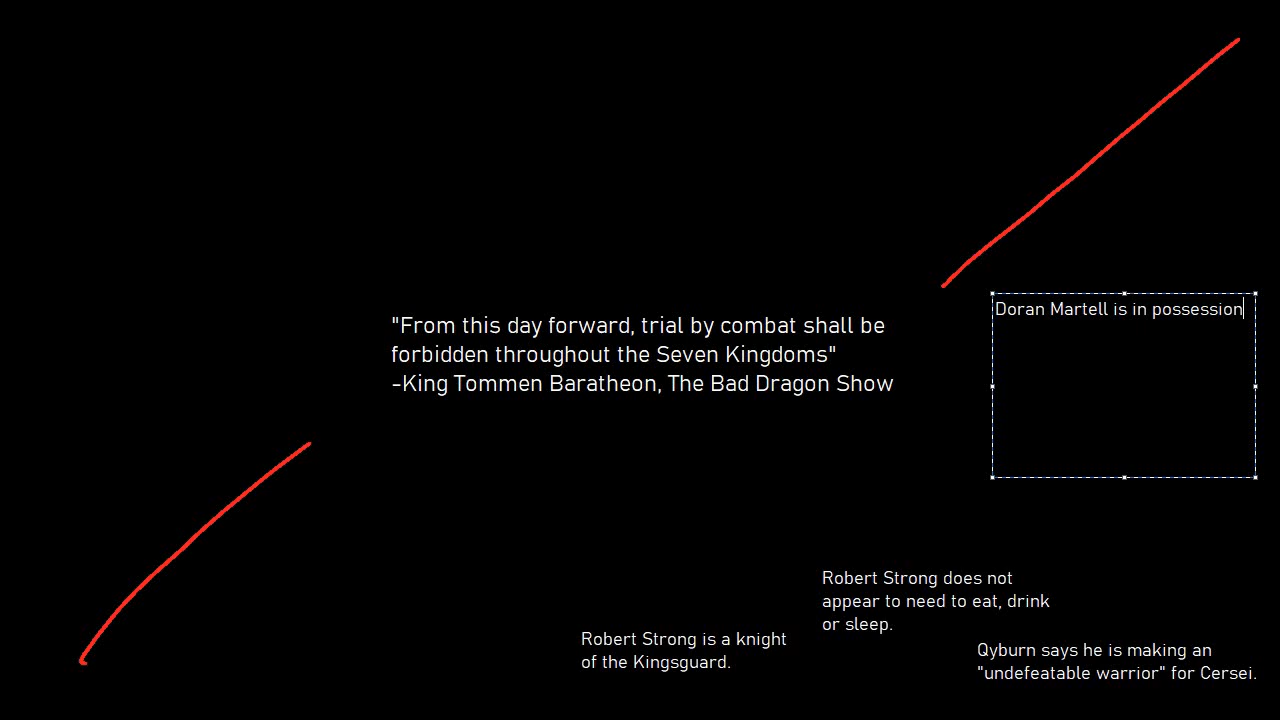 "From this day forward, trial by combat shall be
forbidden throughout the Seven Kingdoms"
-King Tommen Baratheon, The Bad Dragon Show
Doran Martell is in possession
Robert Strong does not
appear to need to eat, drink
or sleep.
Robert Strong is a knight
of the Kingsguard.
Qyburn says he is making an
"undefeatable warrior" for Cersei.